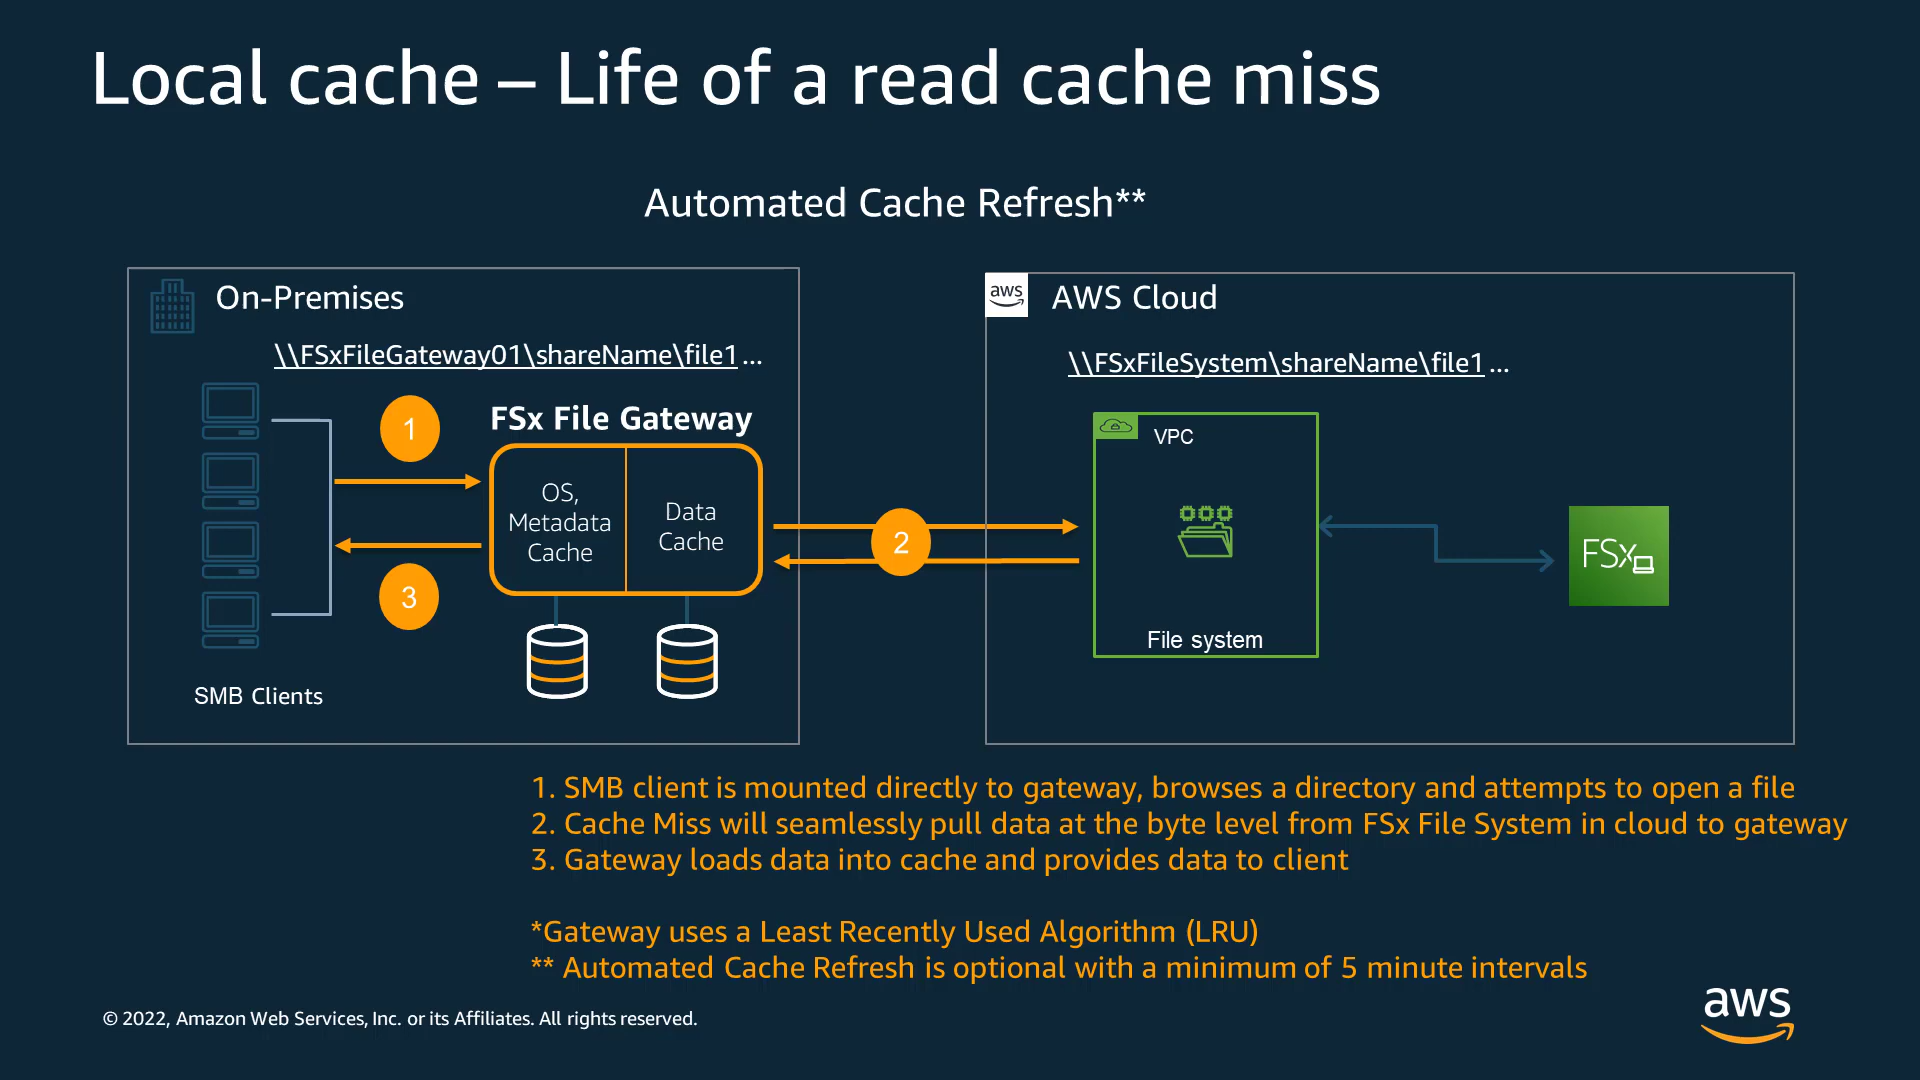 Local cache – Life of a read cache miss
Automated Cache Refresh**
On-Premises
\\FSxFileGateway01\shareName\file1...
1
FSx File Gateway
OS,
Metadata
Cache
Data
Cache
3
SMB Clients
2
aws
AWS Cloud
\\FSxFileSystem\shareName\file1...
VPC
File system
FSx
1. SMB client is mounted directly to gateway, browses a directory and attempts to open a file
2. Cache Miss will seamlessly pull data at the byte level from FSx File System in cloud to gateway
3. Gateway loads data into cache and provides data to client
*Gateway uses a Least Recently Used Algorithm (LRU)
** Automated Cache Refresh is optional with a minimum of 5 minute intervals
© 2022, Amazon Web Services, Inc. or its Affiliates. All rights reserved.
aws